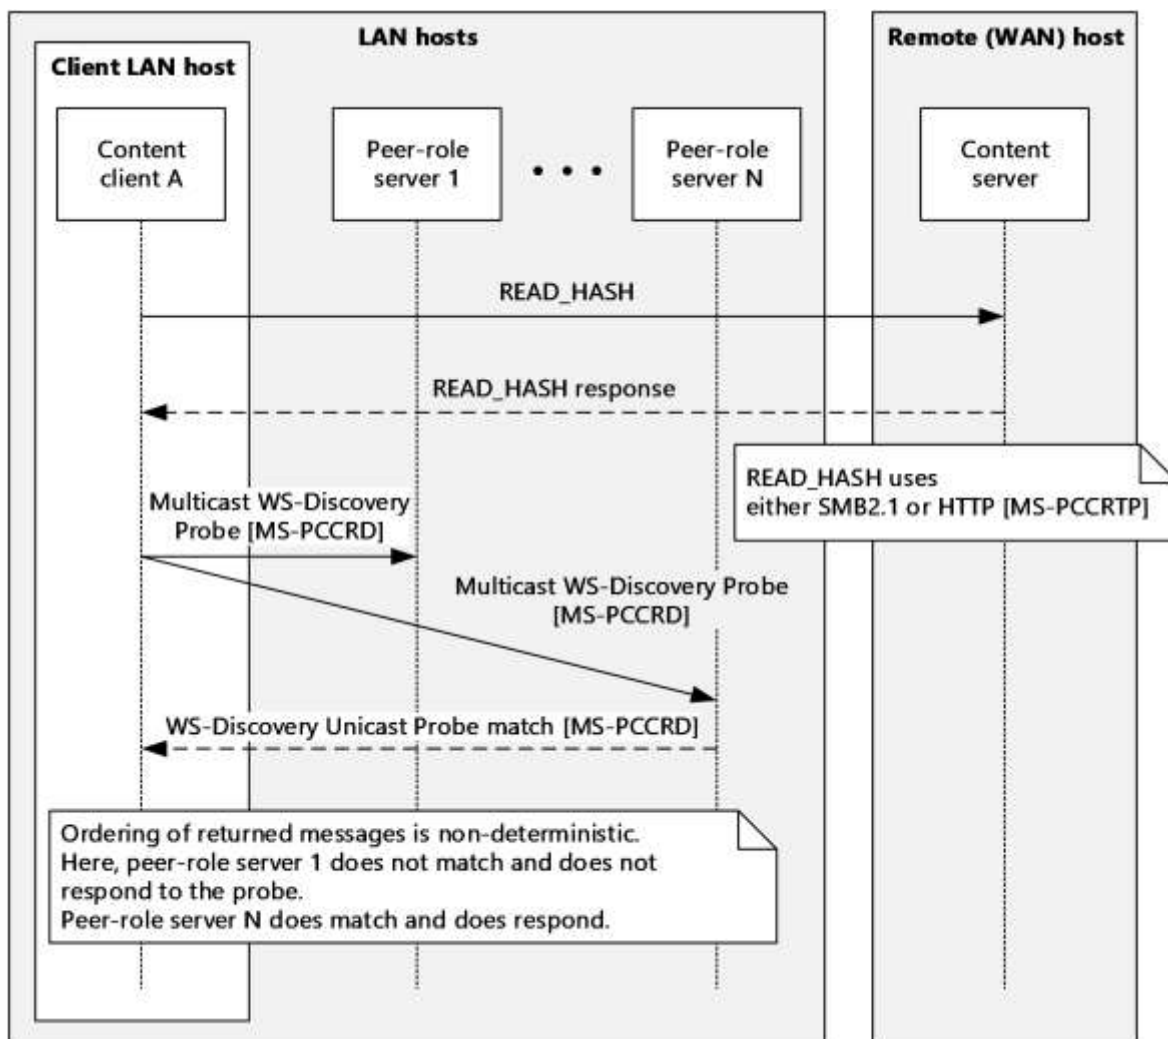 LAN hosts
Remote (WAN) host
Client LAN host
Content
client A
Peer-role
server 1
• • •
Peer-role
server N
Content
server
READ_HASH
READ_HASH response
READ_HASH uses
either SMB2.1 or HTTP [MS-PCCRTP]
Multicast WS-Discovery
Probe [MS-PCCRD]
Multicast WS-Discovery Probe
[MS-PCCRD]
WS-Discovery Unicast Probe match [MS-PCCRD]
Ordering of returned messages is non-deterministic.
Here, peer-role server 1 does not match and does not
respond to the probe.
Peer-role server N does match and does respond.